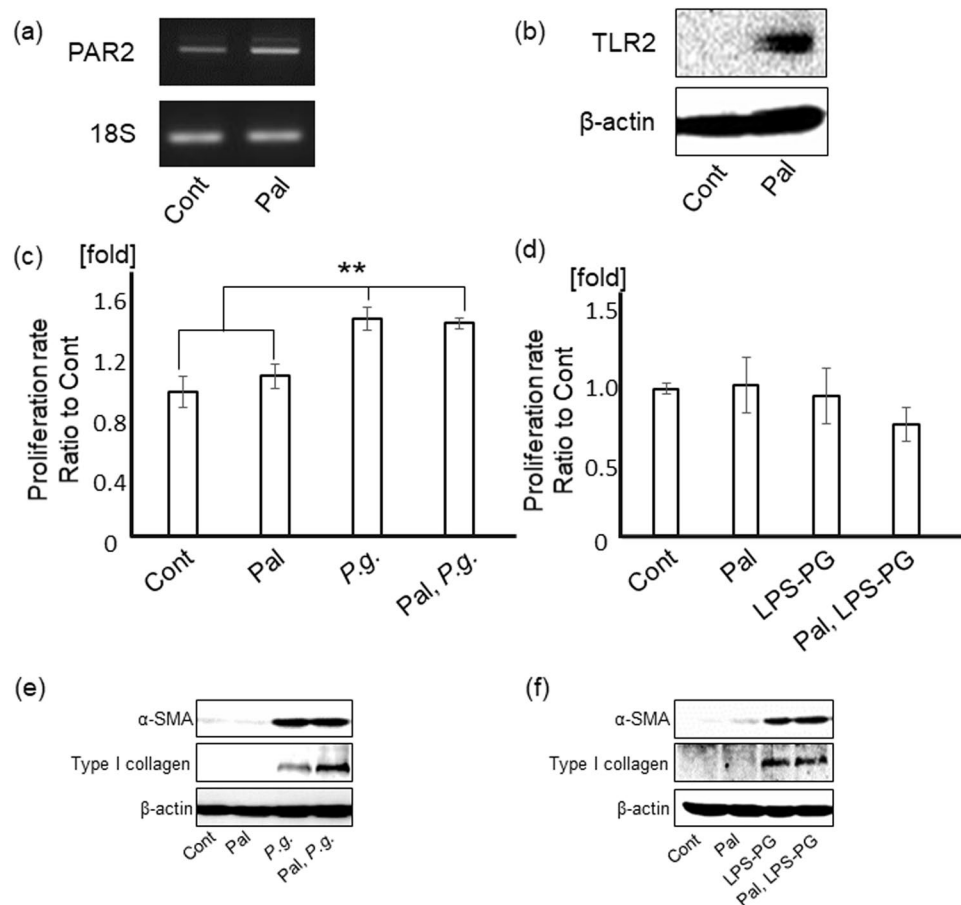 (a)
PAR2
18S
Cont
Pal
(b)
TLR2
β-actin
Cont
Pal
(c)
[fold]
**
Proliferation rate
Ratio to Cont
1.6
1.2
0.8
0.4
0
Cont
Pal
P.g.
Pal, P.g.
(d)
[fold]
Proliferation rate
Ratio to Cont
1.5
1.0
0.5
0
Cont
Pal
LPS-PG
Pal, LPS-PG
(e)
α-SMA
Type I collagen
β-actin
Cont
Pal
P.g.
Pal, P.g.
(f)
α-SMA
Type I collagen
β-actin
Cont
Pal
LPS-PG
Pal, LPS-PG